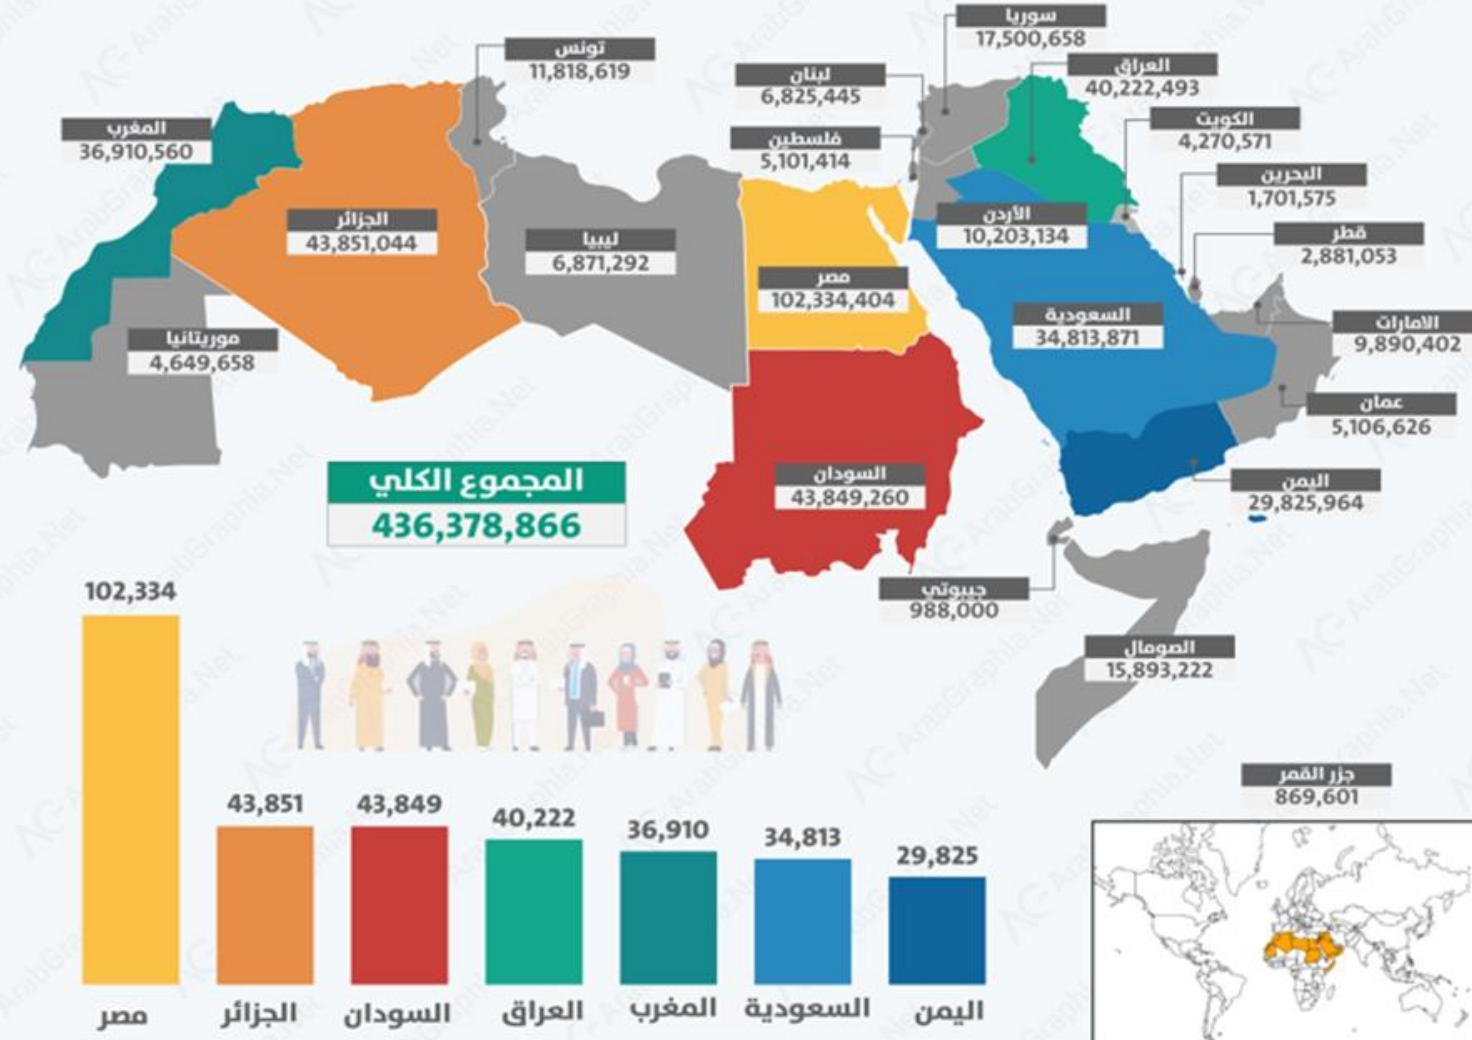 سوريا
17,500,658
تونس
11,818,619
العراق
40,222,493
لبنان
6,825,445
الكويت
4,270,571
المغرب
36,910,560
فلسطين
5,101,414
البحرين
1,701,575
الجزائر
43,851,044
الأردن
10,203,134
قطر
2,881,053
ليبيا
6,871,292
مصر
102,334,404
السعودية
34,813,871
الامارات
9,890,402
موريتانيا
4,649,658
عمان
5,106,626
السودان
43,849,260
اليمن
29,825,964
المجموع الكلي
436,378,866
جيبوتي
988,000
الصومال
15,893,222
جزر القمر
869,601
102,334
43,851
43,849
40,222
36,910
34,813
29,825
مصر
الجزائر
السودان
العراق
المغرب
السعودية
اليمن
ArabGraphia.Net